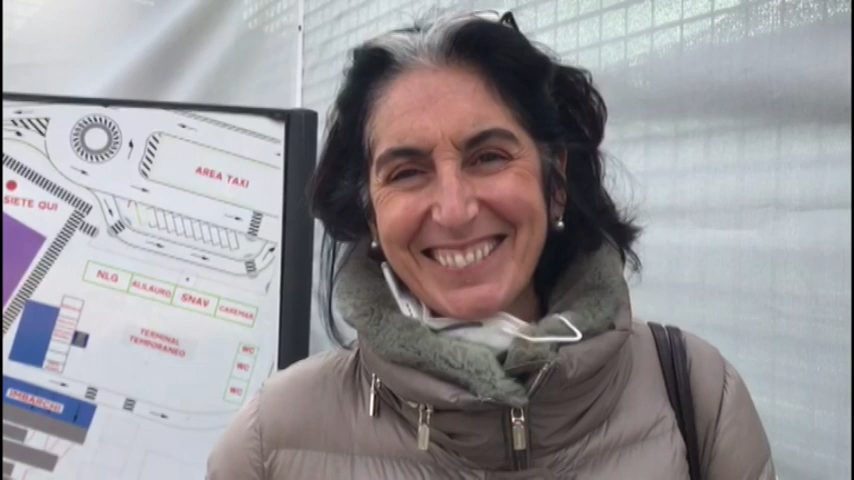 AREA TAXI
SIETE QUI
NLG
ALILAURO
SNAV
CAREMAR
TERMINAL
TEMPORANEO
WC
WC
WC
IMBARCHI